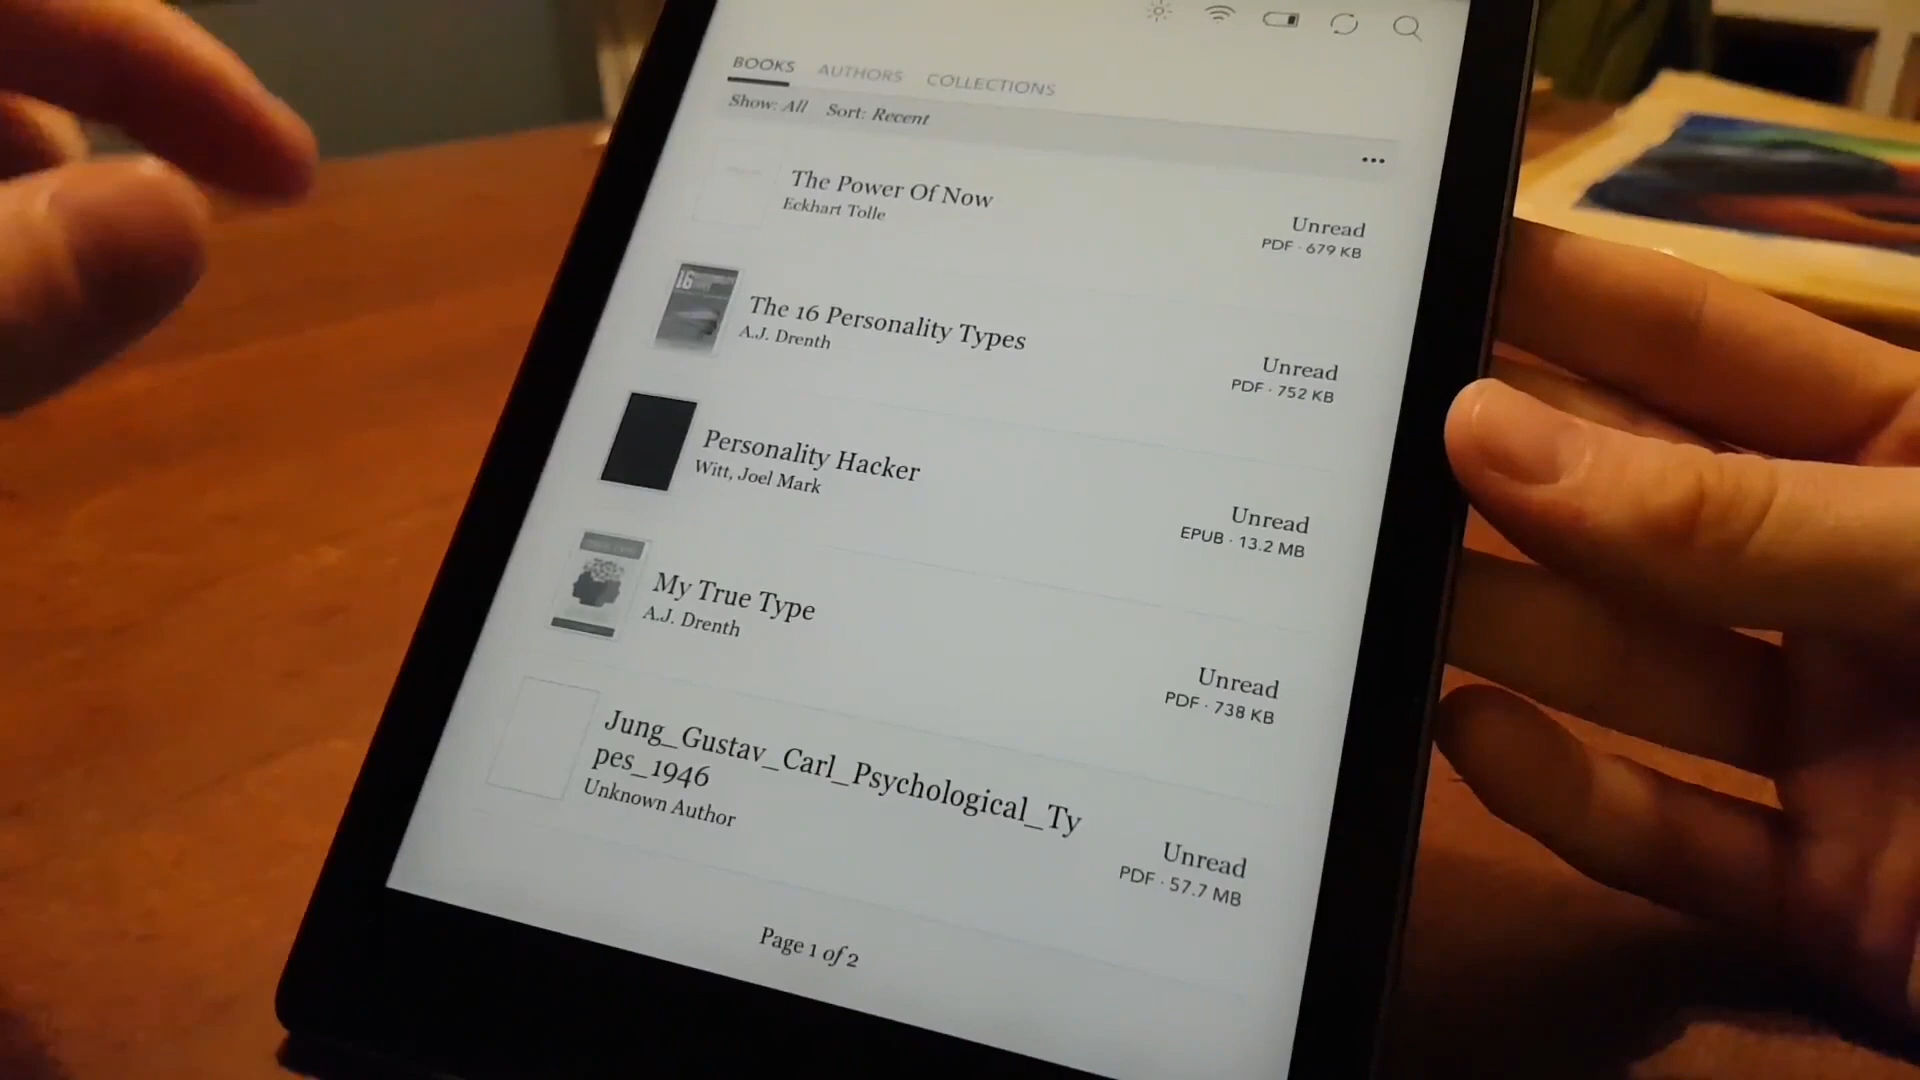 BOOKS AUTHORS COLLECTIONS
Show: All Sort: Recent
The Power Of Now
Eckhart Tolle
Unread
PDF · 679 KB
16
The 16 Personality Types
A.J. Drenth
Unread
PDF · 752 KB
Personality Hacker
Witt, Joel Mark
Unread
EPUB · 13.2 MB
My True Type
A.J. Drenth
Unread
PDF · 738 KB
Jung_Gustav_Carl_Psychological_Ty
pes_1946
Unknown Author
Unread
PDF · 57.7 MB
Page 1 of 2